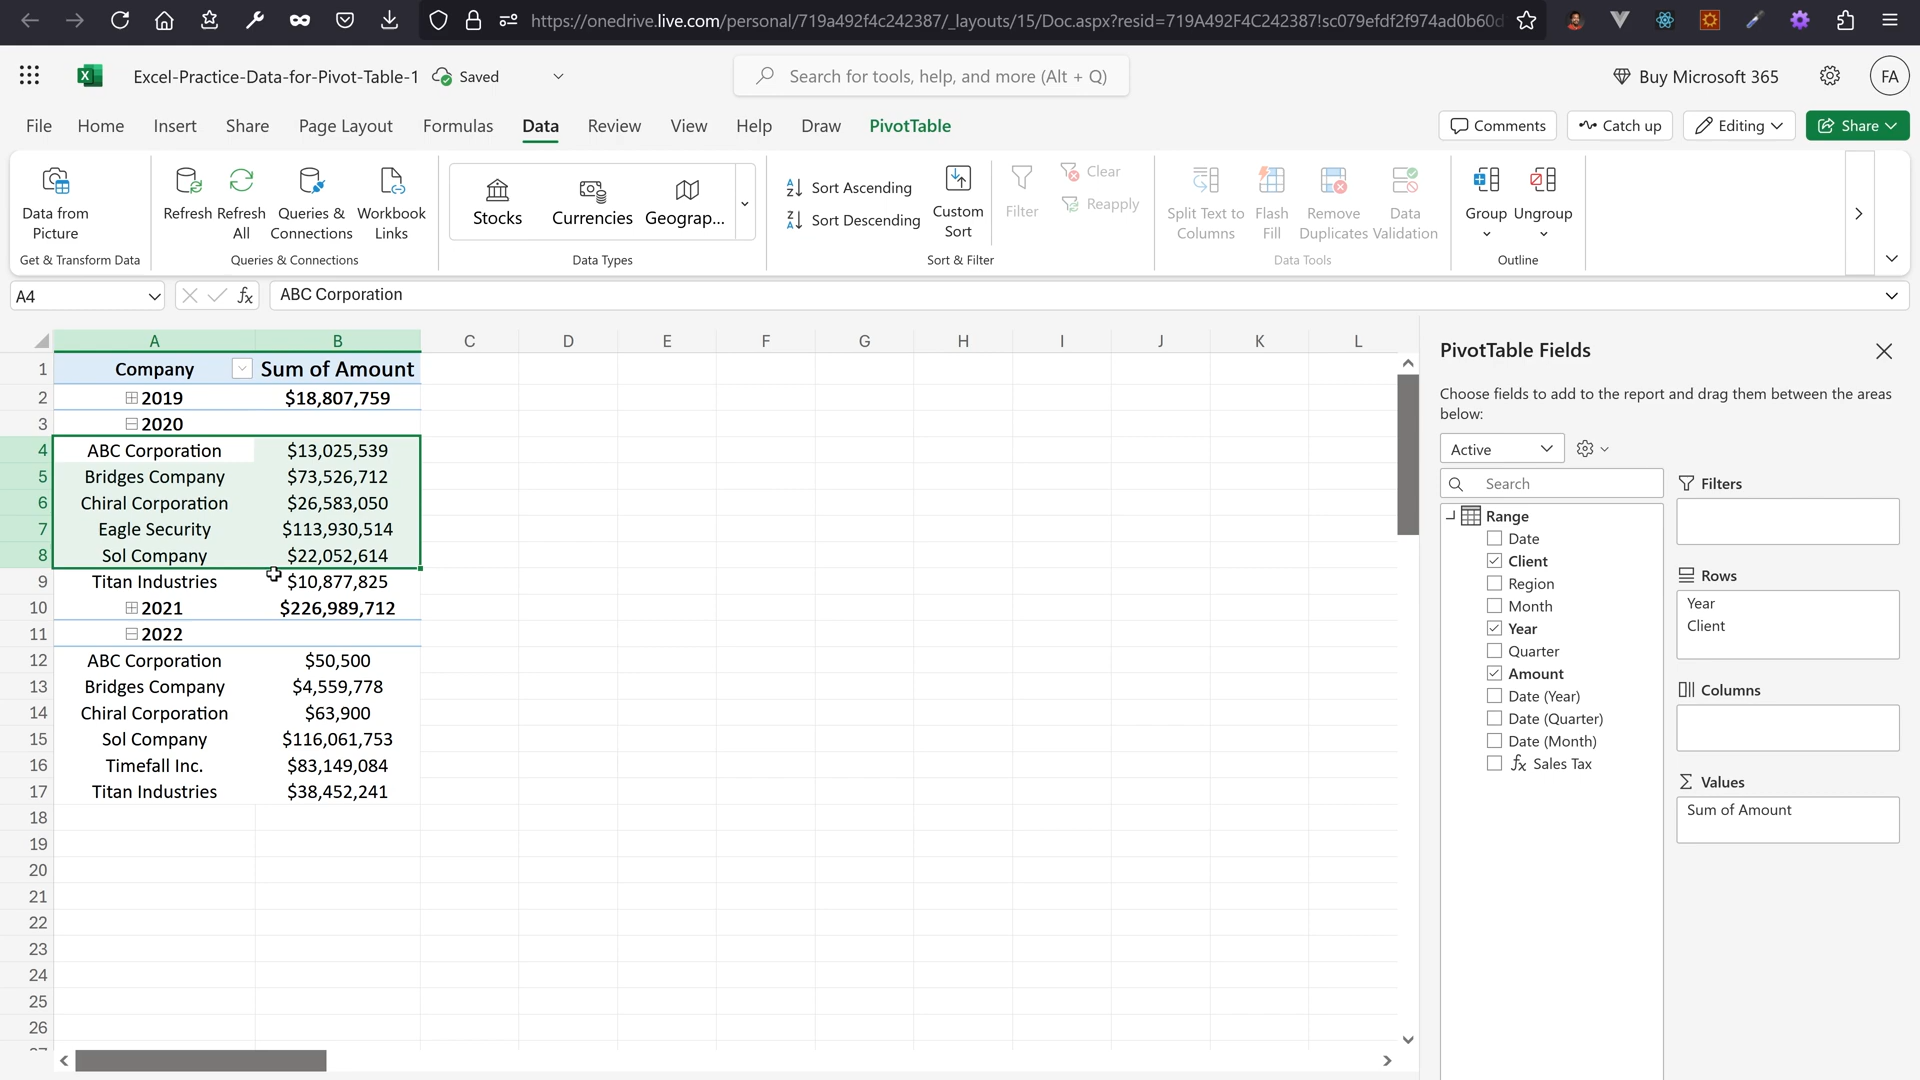 https://onedrive.live.com/personal/719a492f4c242387/_layouts/15/Doc.aspx?resid=719A492F4C242387!sc079efdf2f974ad0b60d
Excel-Practice-Data-for-Pivot-Table-1 Saved
Search for tools, help, and more (Alt + Q)
Buy Microsoft 365
FA
File Home Insert Share Page Layout Formulas Data Review View Help Draw PivotTable
Comments Catch up Editing Share
Data from Picture
Get & Transform Data
Refresh
Refresh All
Queries & Connections
Workbook Links
Queries & Connections
Stocks Currencies Geograp...
Data Types
Sort Ascending
Sort Descending
Custom Sort
Filter
Clear
Reapply
Sort & Filter
Split Text to Columns
Flash Fill
Remove Duplicates
Data Validation
Data Tools
Group Ungroup
Outline
A4 fx ABC Corporation
A B C D E F G H I J K L
1 Company Sum of Amount
2 2019 $18,807,759
3 2020
4 ABC Corporation $13,025,539
5 Bridges Company $73,526,712
6 Chiral Corporation $26,583,050
7 Eagle Security $113,930,514
8 Sol Company $22,052,614
9 Titan Industries $10,877,825
10 2021 $226,989,712
11 2022
12 ABC Corporation $50,500
13 Bridges Company $4,559,778
14 Chiral Corporation $63,900
15 Sol Company $116,061,753
16 Timefall Inc. $83,149,084
17 Titan Industries $38,452,241
18
19
20
21
22
23
24
25
26
PivotTable Fields
Choose fields to add to the report and drag them between the areas
below:
Active
Search
Range
Date
Client
Region
Month
Year
Quarter
Amount
Date (Year)
Date (Quarter)
Date (Month)
fx Sales Tax
Filters
Rows
Year
Client
Columns
Values
Sum of Amount